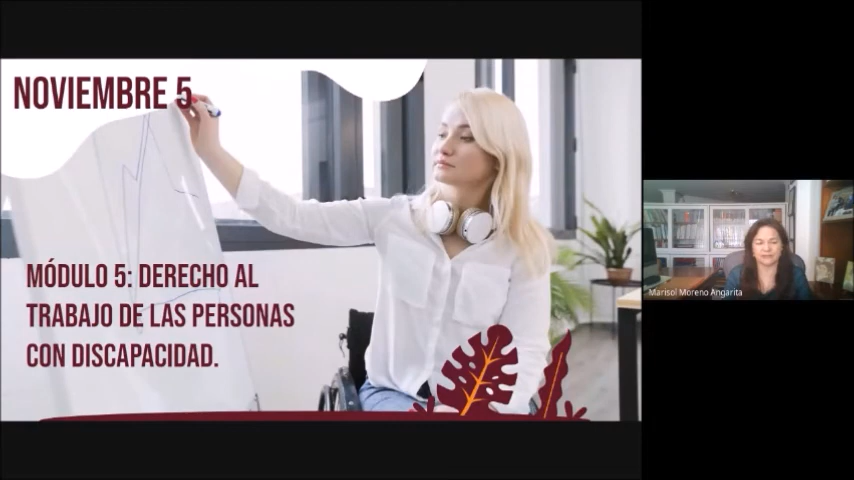 NOVIEMBRE 5
MÓDULO 5: DERECHO AL
TRABAJO DE LAS PERSONAS
CON DISCAPACIDAD.
Marisol Moreno Angarita